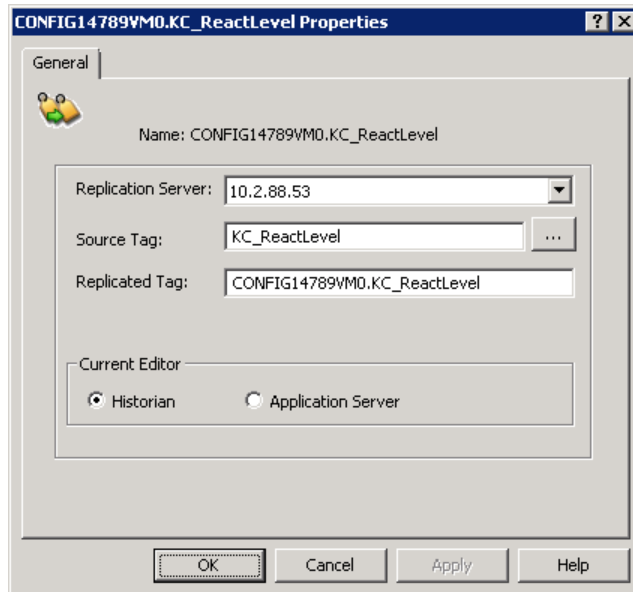 CONFIG14789VM0.KC_ReactLevel Properties
General
Name: CONFIG14789VM0.KC_ReactLevel
Replication Server: 10.2.88.53
Source Tag: KC_ReactLevel ...
Replicated Tag: CONFIG14789VM0.KC_ReactLevel
Current Editor
Historian Application Server
OK Cancel Apply Help